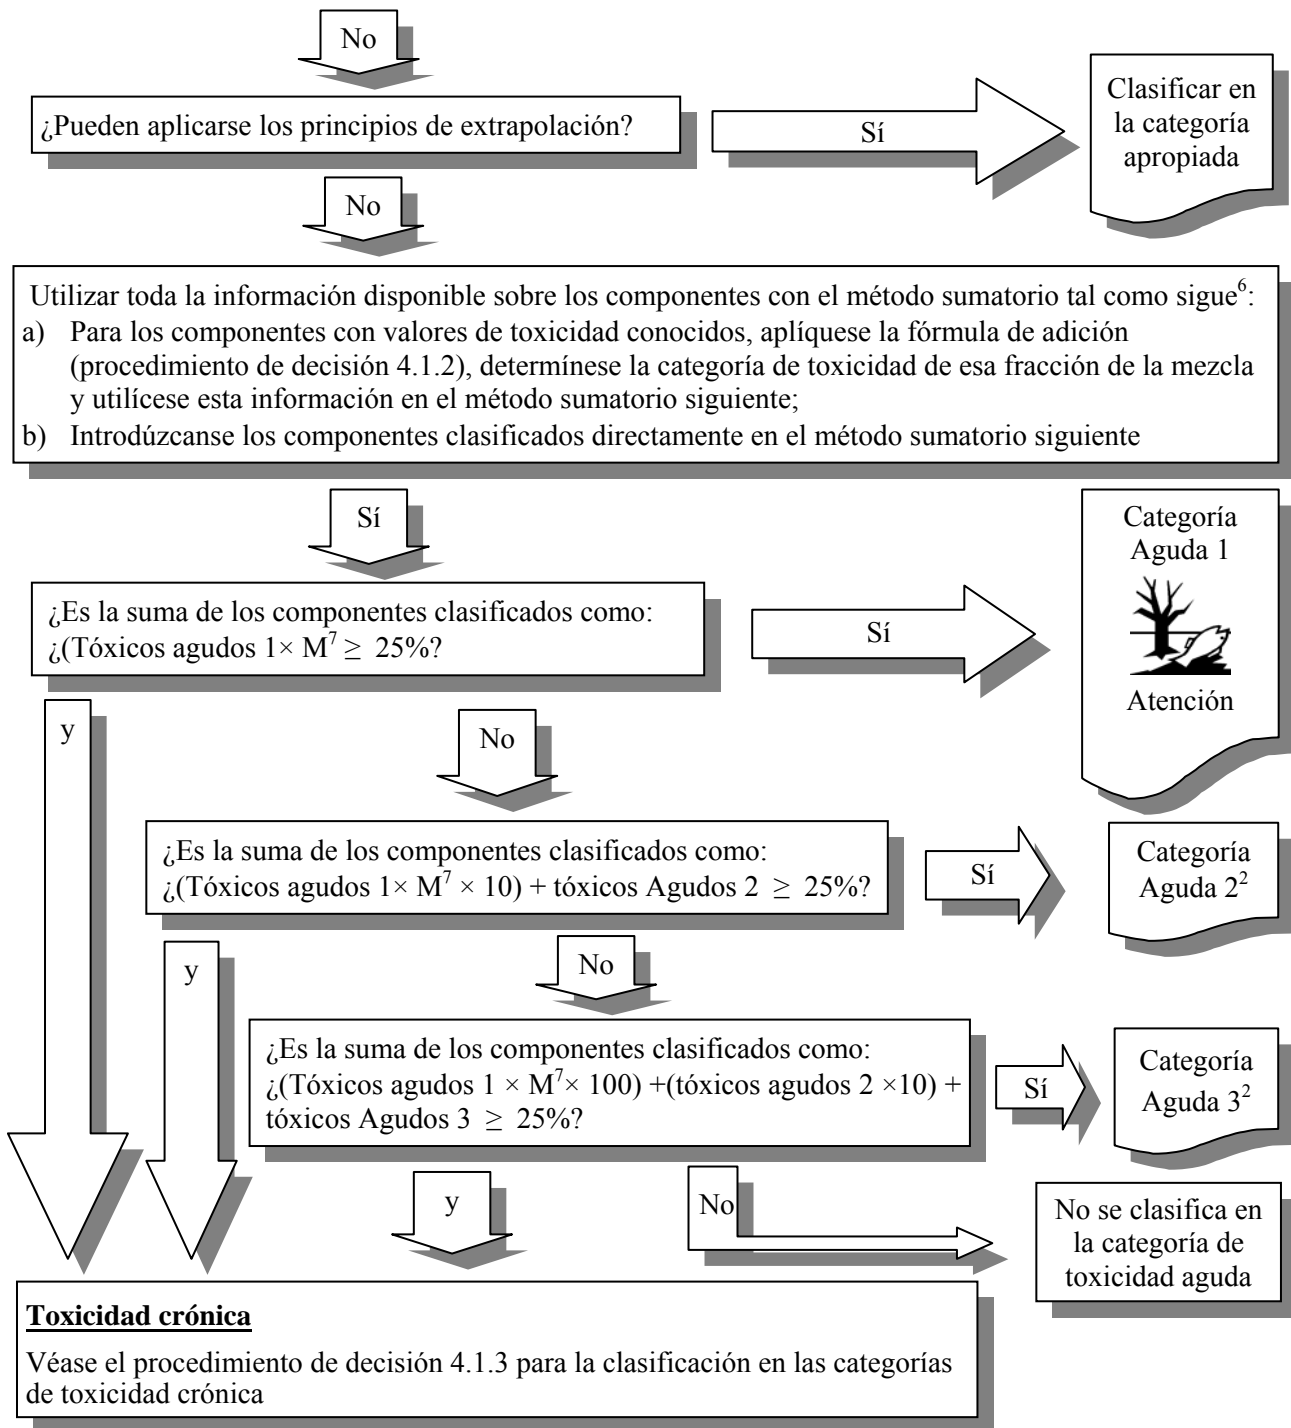 No
¿Pueden aplicarse los principios de extrapolación?
Sí
Clasificar en
la categoría
apropiada
No
Utilizar toda la información disponible sobre los componentes con el método sumatorio tal como sigue⁶:
a) Para los componentes con valores de toxicidad conocidos, aplíquese la fórmula de adición
(procedimiento de decisión 4.1.2), determínese la categoría de toxicidad de esa fracción de la mezcla
y utilícese esta información en el método sumatorio siguiente;
b) Introdúzcanse los componentes clasificados directamente en el método sumatorio siguiente
Sí
¿Es la suma de los componentes clasificados como:
¿(Tóxicos agudos 1× M⁷ ≥ 25%?
Sí
Categoría
Aguda 1
Atención
y
No
¿Es la suma de los componentes clasificados como:
¿(Tóxicos agudos 1× M⁷ × 10) + tóxicos Agudos 2 ≥ 25%?
Sí
Categoría
Aguda 2²
y
No
¿Es la suma de los componentes clasificados como:
¿(Tóxicos agudos 1 × M⁷× 100) +(tóxicos agudos 2 ×10) +
tóxicos Agudos 3 ≥ 25%?
Sí
Categoría
Aguda 3²
y
No
No se clasifica en
la categoría de
toxicidad aguda
Toxicidad crónica
Véase el procedimiento de decisión 4.1.3 para la clasificación en las categorías
de toxicidad crónica